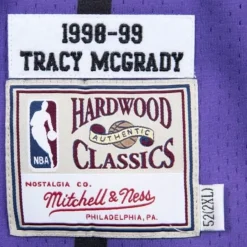 1998-99
TRACY MCGRADY
HARDWOOD
AUTHENTIC
CLASSICS
NBA
NOSTALGIA CO.
Mitchell & Ness
PHILADELPHIA, PA.
52(2XL)